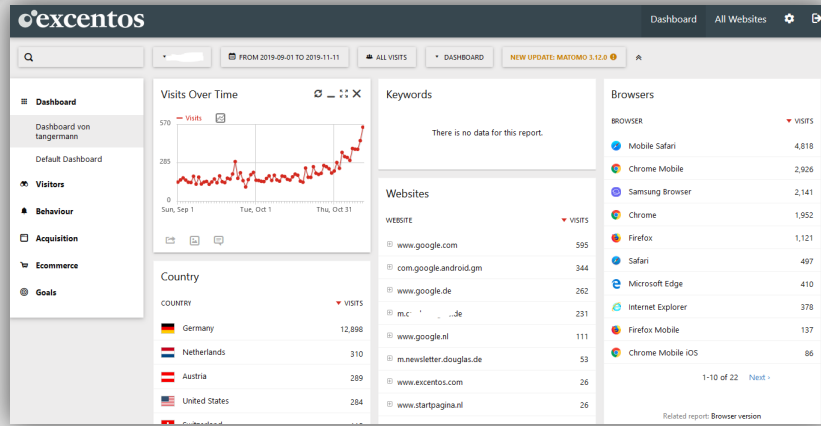 excentos
Dashboard
All Websites
FROM 2019-09-01 TO 2019-11-11
ALL VISITS
DASHBOARD
NEW UPDATE: MATOMO 3.12.0
Dashboard
Dashboard von
tangermann
Default Dashboard
Visitors
Behaviour
Acquisition
Ecommerce
Goals
Visits Over Time
Visits
570
285
0
Sun, Sep 1
Tue, Oct 1
Thu, Oct 31
Country
COUNTRY
VISITS
Germany 12,898
Netherlands 310
Austria 289
United States 284
Switzerland
Keywords
There is no data for this report.
Websites
WEBSITE
VISITS
www.google.com 595
com.google.android.gm 344
www.google.de 262
231
www.google.nl 111
m.newsletter.douglas.de 53
www.excentos.com 26
www.startpagina.nl 26
Browsers
BROWSER
VISITS
Mobile Safari 4,818
Chrome Mobile 2,926
Samsung Browser 2,141
Chrome 1,952
Firefox 1,121
Safari 497
Microsoft Edge 410
Internet Explorer 378
Firefox Mobile 137
Chrome Mobile iOS 86
1-10 of 22 Next ›
Related report: Browser version